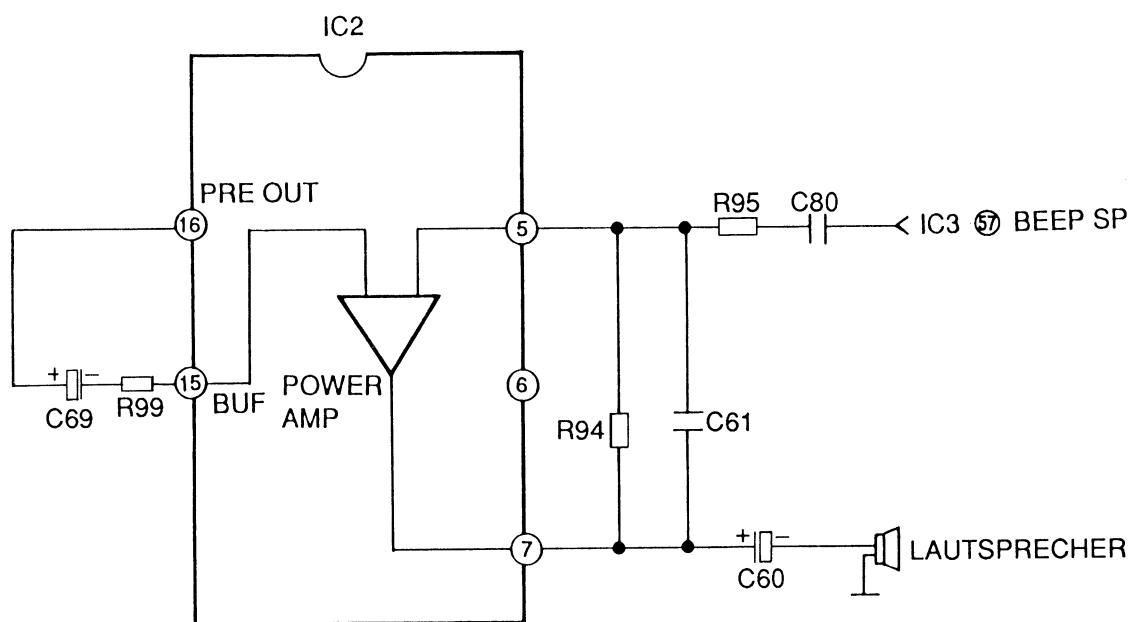 IC2
PRE OUT
16
5
R95
C80
IC3 57 BEEP SP
+
-
C69
R99
15
BUF
POWER
AMP
6
R94
C61
7
+
-
C60
LAUTSPRECHER